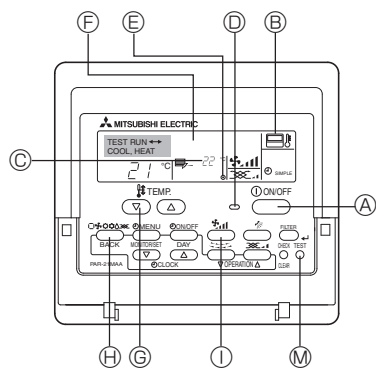 F
E
D
B
MITSUBISHI ELECTRIC
TEST RUN
COOL, HEAT
C
21 °C
22 °C
SIMPLE
TEMP.
ON/OFF
A
MENU
ON/OFF
FILTER
BACK
MONITOR/SET
DAY
CHECK TEST
PAR-21MAA
CLOCK
OPERATION
CLEAR
H
G
I
M